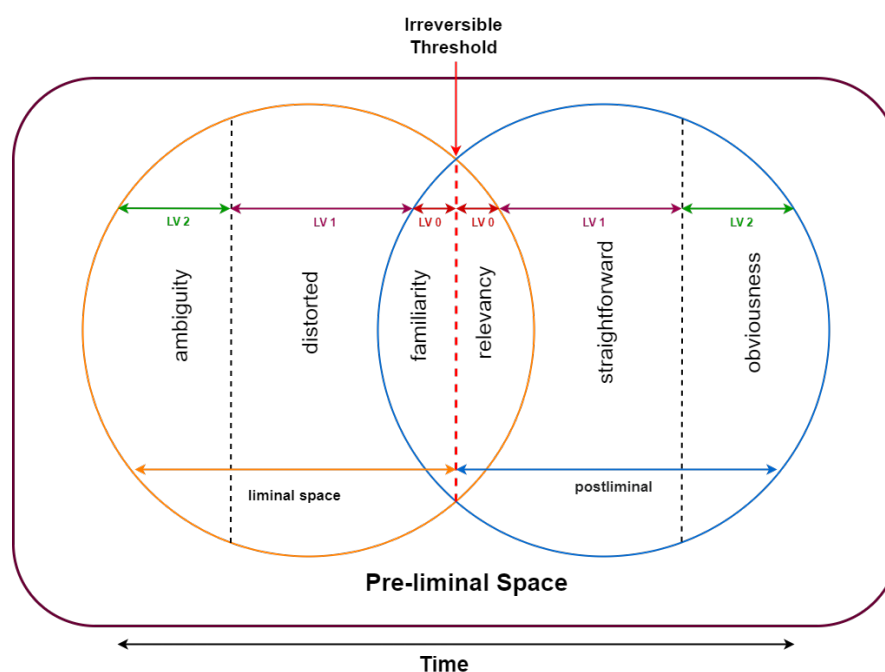 Irreversible
Threshold
LV 2
LV 1
LV 0
LV 0
LV 1
LV 2
ambiguity
distorted
familiarity
relevancy
straightforward
obviousness
liminal space
postliminal
Pre-liminal Space
Time